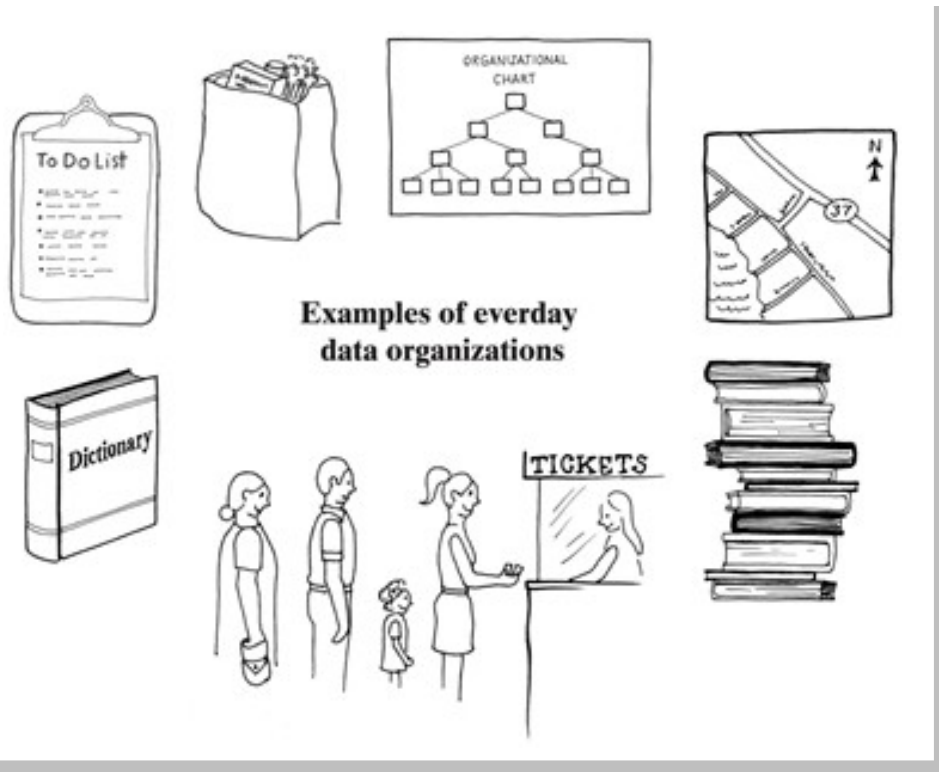 ORGANIZATIONAL
CHART
To Do List
N
37
Examples of everday
data organizations
Dictionary
TICKETS